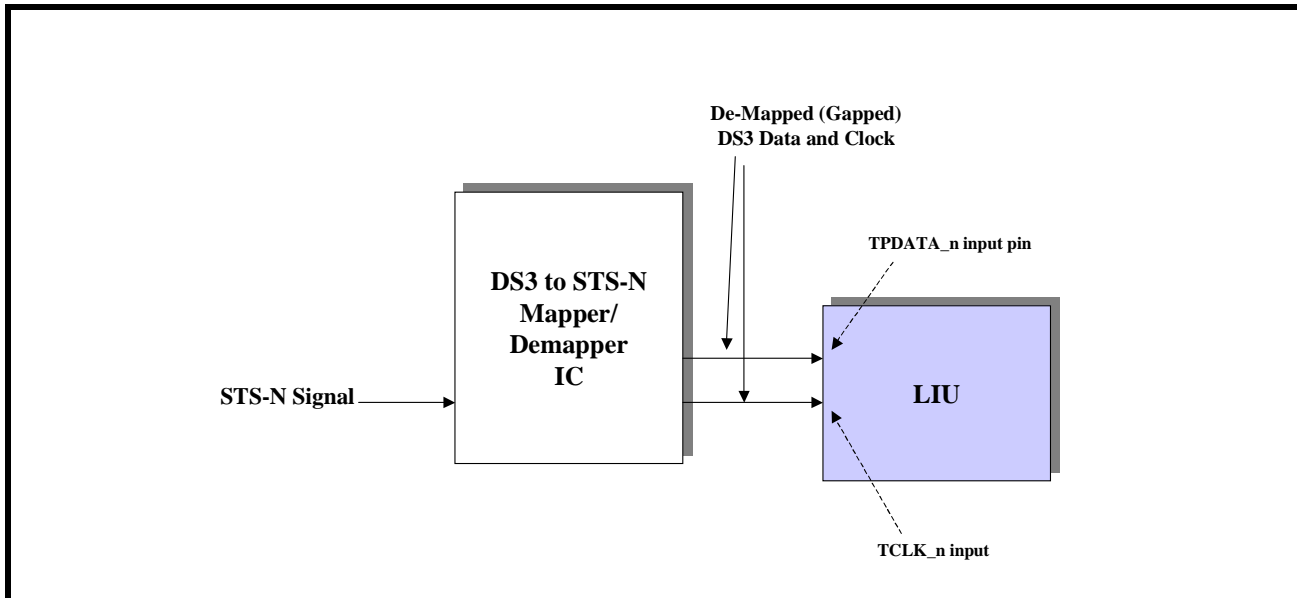 De-Mapped (Gapped)
DS3 Data and Clock
TPDATA_n input pin
DS3 to STS-N
Mapper/
Demapper
IC
STS-N Signal
LIU
TCLK_n input